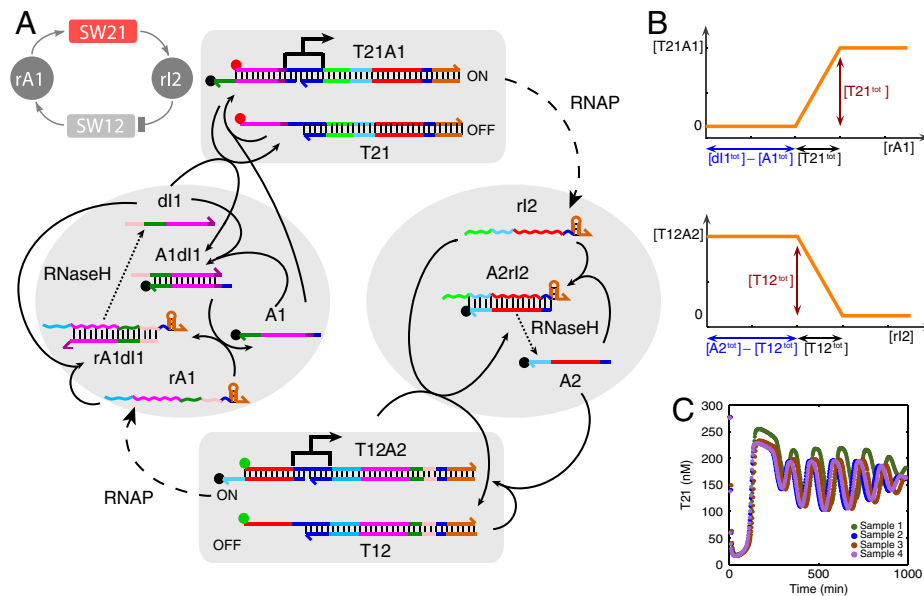 A
SW21
rA1
rI2
SW12
T21A1
ON
OFF
T21
RNAP
dI1
RNaseH
A1dI1
A1
rA1dI1
rA1
rI2
A2rI2
RNaseH
A2
RNAP
T12A2
ON
OFF
T12
B
[T21A1]
[T21tot]
0
[rA1]
[dI1tot]−[A1tot]
[T21tot]
[T12A2]
[T12tot]
0
[rI2]
[A2tot]−[T12tot]
[T12tot]
C
300
250
200
150
100
50
0
T21 (nM)
Sample 1
Sample 2
Sample 3
Sample 4
0
500
1000
Time (min)